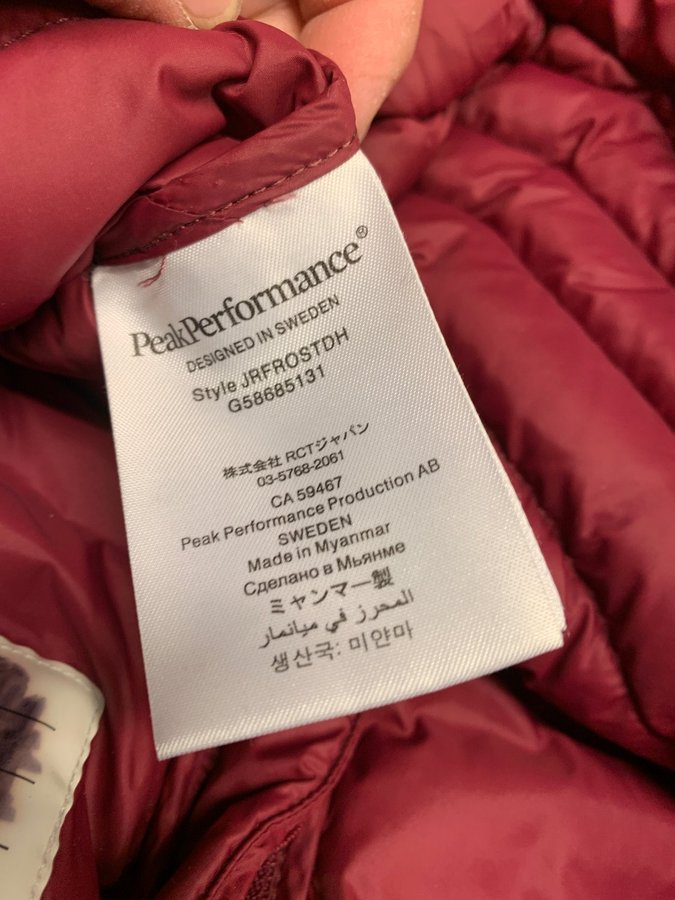 PeakPerformance®
DESIGNED IN SWEDEN
Style JRFROSTDH
G58685131
株式会社 RCTジャパン
03-5768-2061
CA 59467
Peak Performance Production AB
SWEDEN
Made in Myanmar
Сделано в Мьянме
ミャンマー製
المحرز في ميانمار
생산국: 미얀마